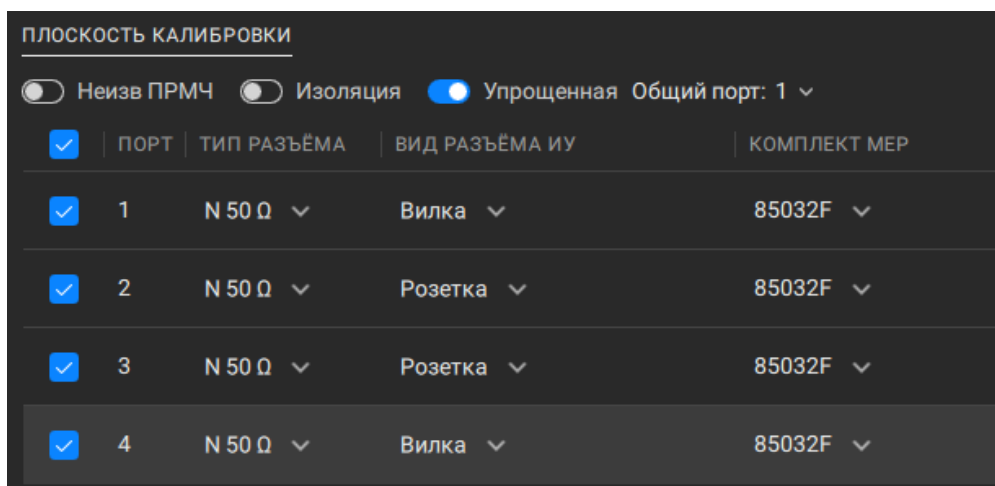 ПЛОСКОСТЬ КАЛИБРОВКИ
Неизв ПРМЧ Изоляция Упрощенная Общий порт: 1
ПОРТ ТИП РАЗЪЁМА ВИД РАЗЪЁМА ИУ КОМПЛЕКТ МЕР
1 N 50 Ω Вилка 85032F
2 N 50 Ω Розетка 85032F
3 N 50 Ω Розетка 85032F
4 N 50 Ω Вилка 85032F